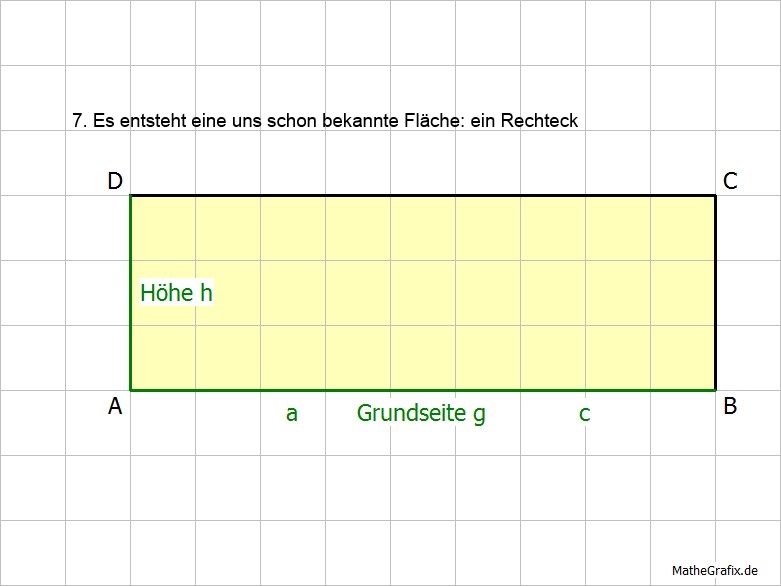 7. Es entsteht eine uns schon bekannte Fläche: ein Rechteck
D
C
Höhe h
A
B
a
Grundseite g
c
MatheGrafix.de